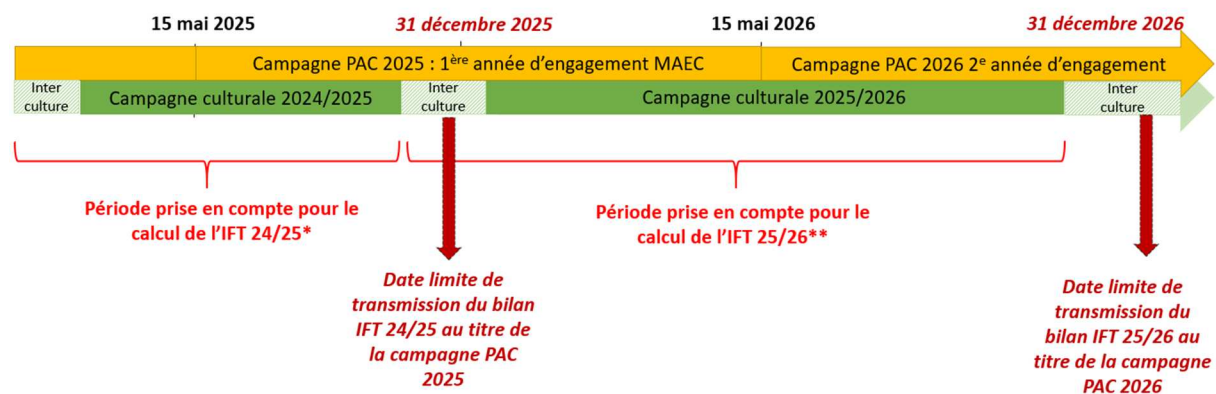 15 mai 2025
31 décembre 2025
15 mai 2026
31 décembre 2026
Campagne PAC 2025 : 1ère année d’engagement MAEC
Campagne PAC 2026 2e année d’engagement
Inter
culture
Campagne culturale 2024/2025
Inter
culture
Campagne culturale 2025/2026
Inter
culture
Période prise en compte pour le
calcul de l’IFT 24/25*
Période prise en compte pour le
calcul de l’IFT 25/26**
Date limite de
transmission du bilan
IFT 24/25 au titre de
la campagne PAC
2025
Date limite de
transmission du
bilan IFT 25/26 au
titre de la campagne
PAC 2026